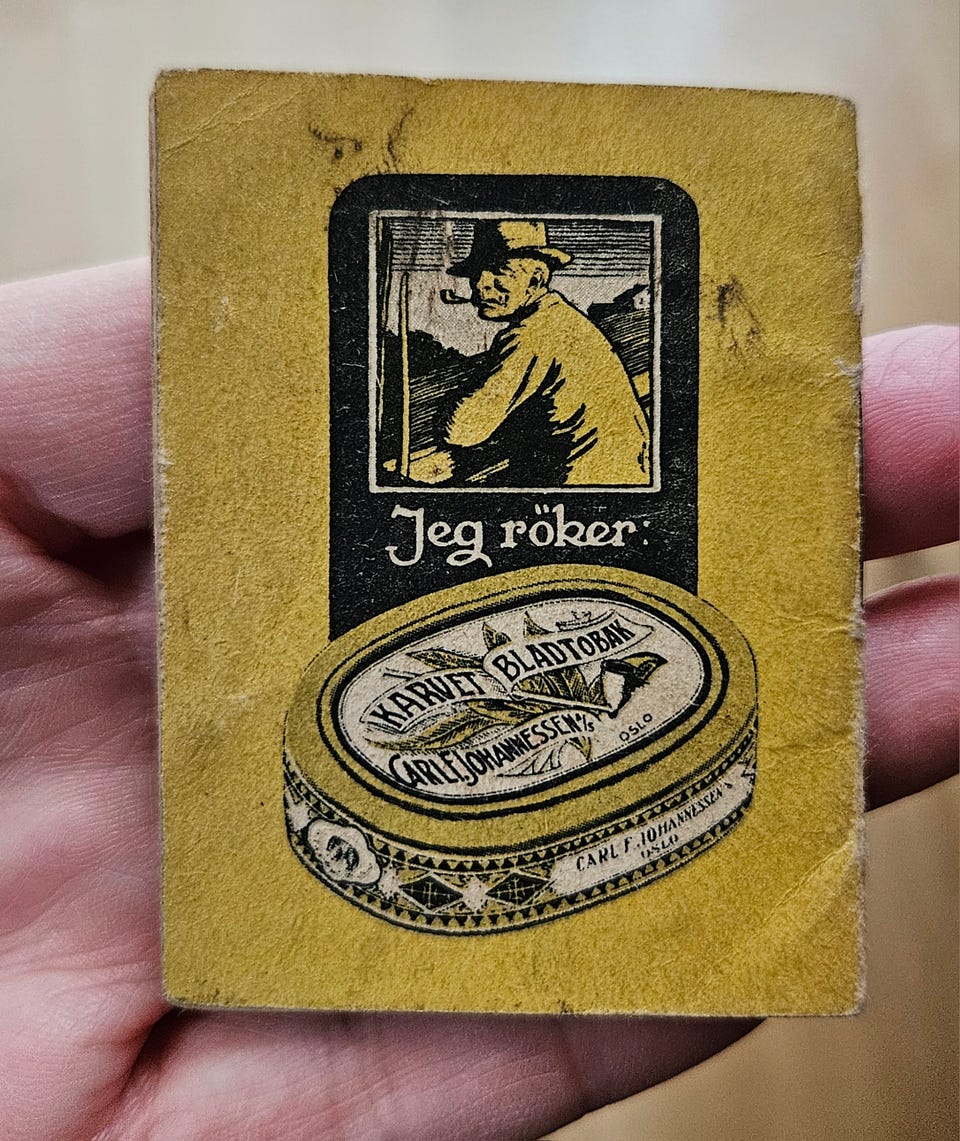 Jeg röker:
KARVET BLADTOBAK
CARL F. JOHANNESSEN A/S
OSLO
CARL F. JOHANNESSEN
OSLO